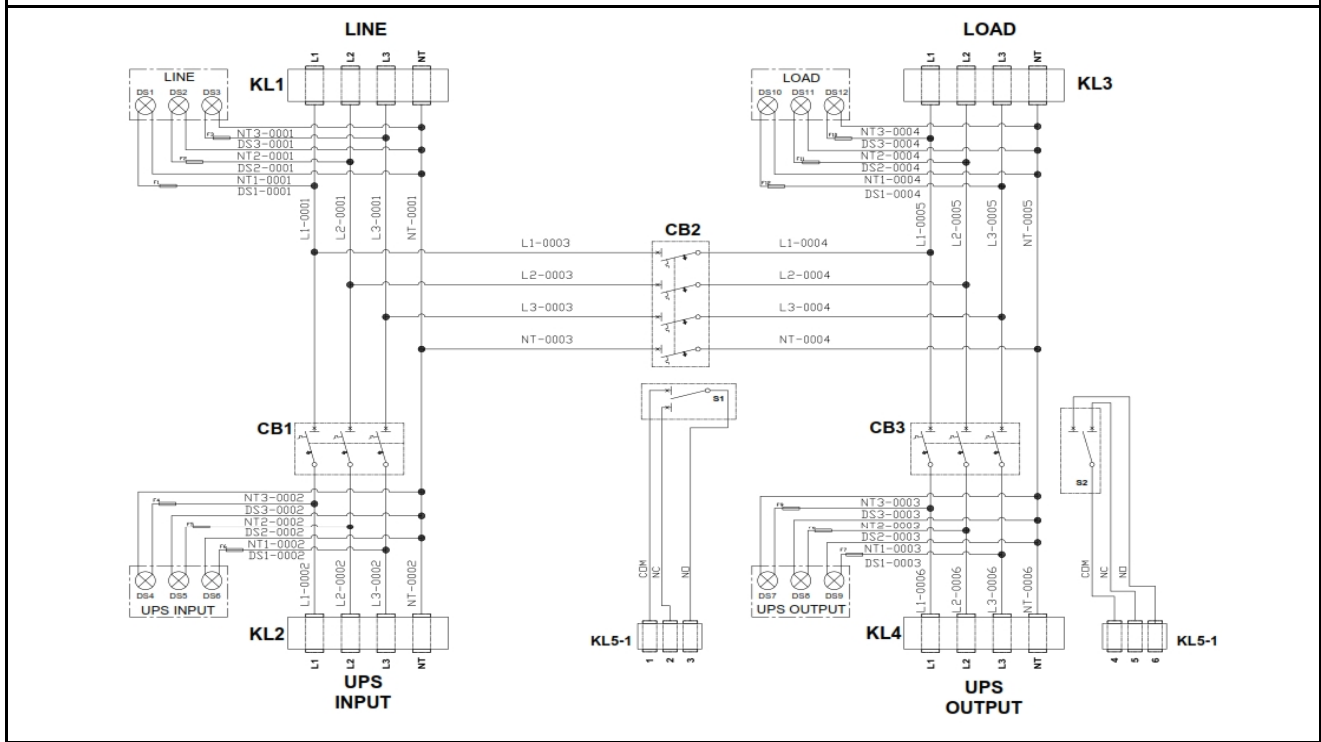 LINE
LOAD
L1 L2 L3 NT
L1 L2 L3 NT
LINE
DS1 DS2 DS3
KL1
LOAD
DS10 DS11 DS12
KL3
NT3-0001
DS3-0001
NT2-0001
DS2-0001
NT1-0001
DS1-0001
NT3-0004
DS3-0004
NT2-0004
DS2-0004
NT1-0004
DS1-0004
L1-0001 L2-0001 L3-0001 NT-0001
L1-0005 L2-0005 L3-0005 NT-0005
CB2
L1-0003 L1-0004
L2-0003 L2-0004
L3-0003 L3-0004
NT-0003 NT-0004
S1
CB1
CB3
S2
NT3-0002
DS3-0002
NT2-0002
DS2-0002
NT1-0002
DS1-0002
NT3-0003
DS3-0003
NT2-0003
DS2-0003
NT1-0003
DS1-0003
DS4 DS5 DS6
UPS INPUT
L1-0002 L2-0002 L3-0002 NT-0002
COM NC NO
DS7 DS8 DS9
UPS OUTPUT
L1-0006 L2-0006 L3-0006 NT-0006
COM NC NO
KL2
KL5-1
KL4
KL5-1
L1 L2 L3 NT
1 2 3
L1 L2 L3 NT
4 5 6
UPS
INPUT
UPS
OUTPUT